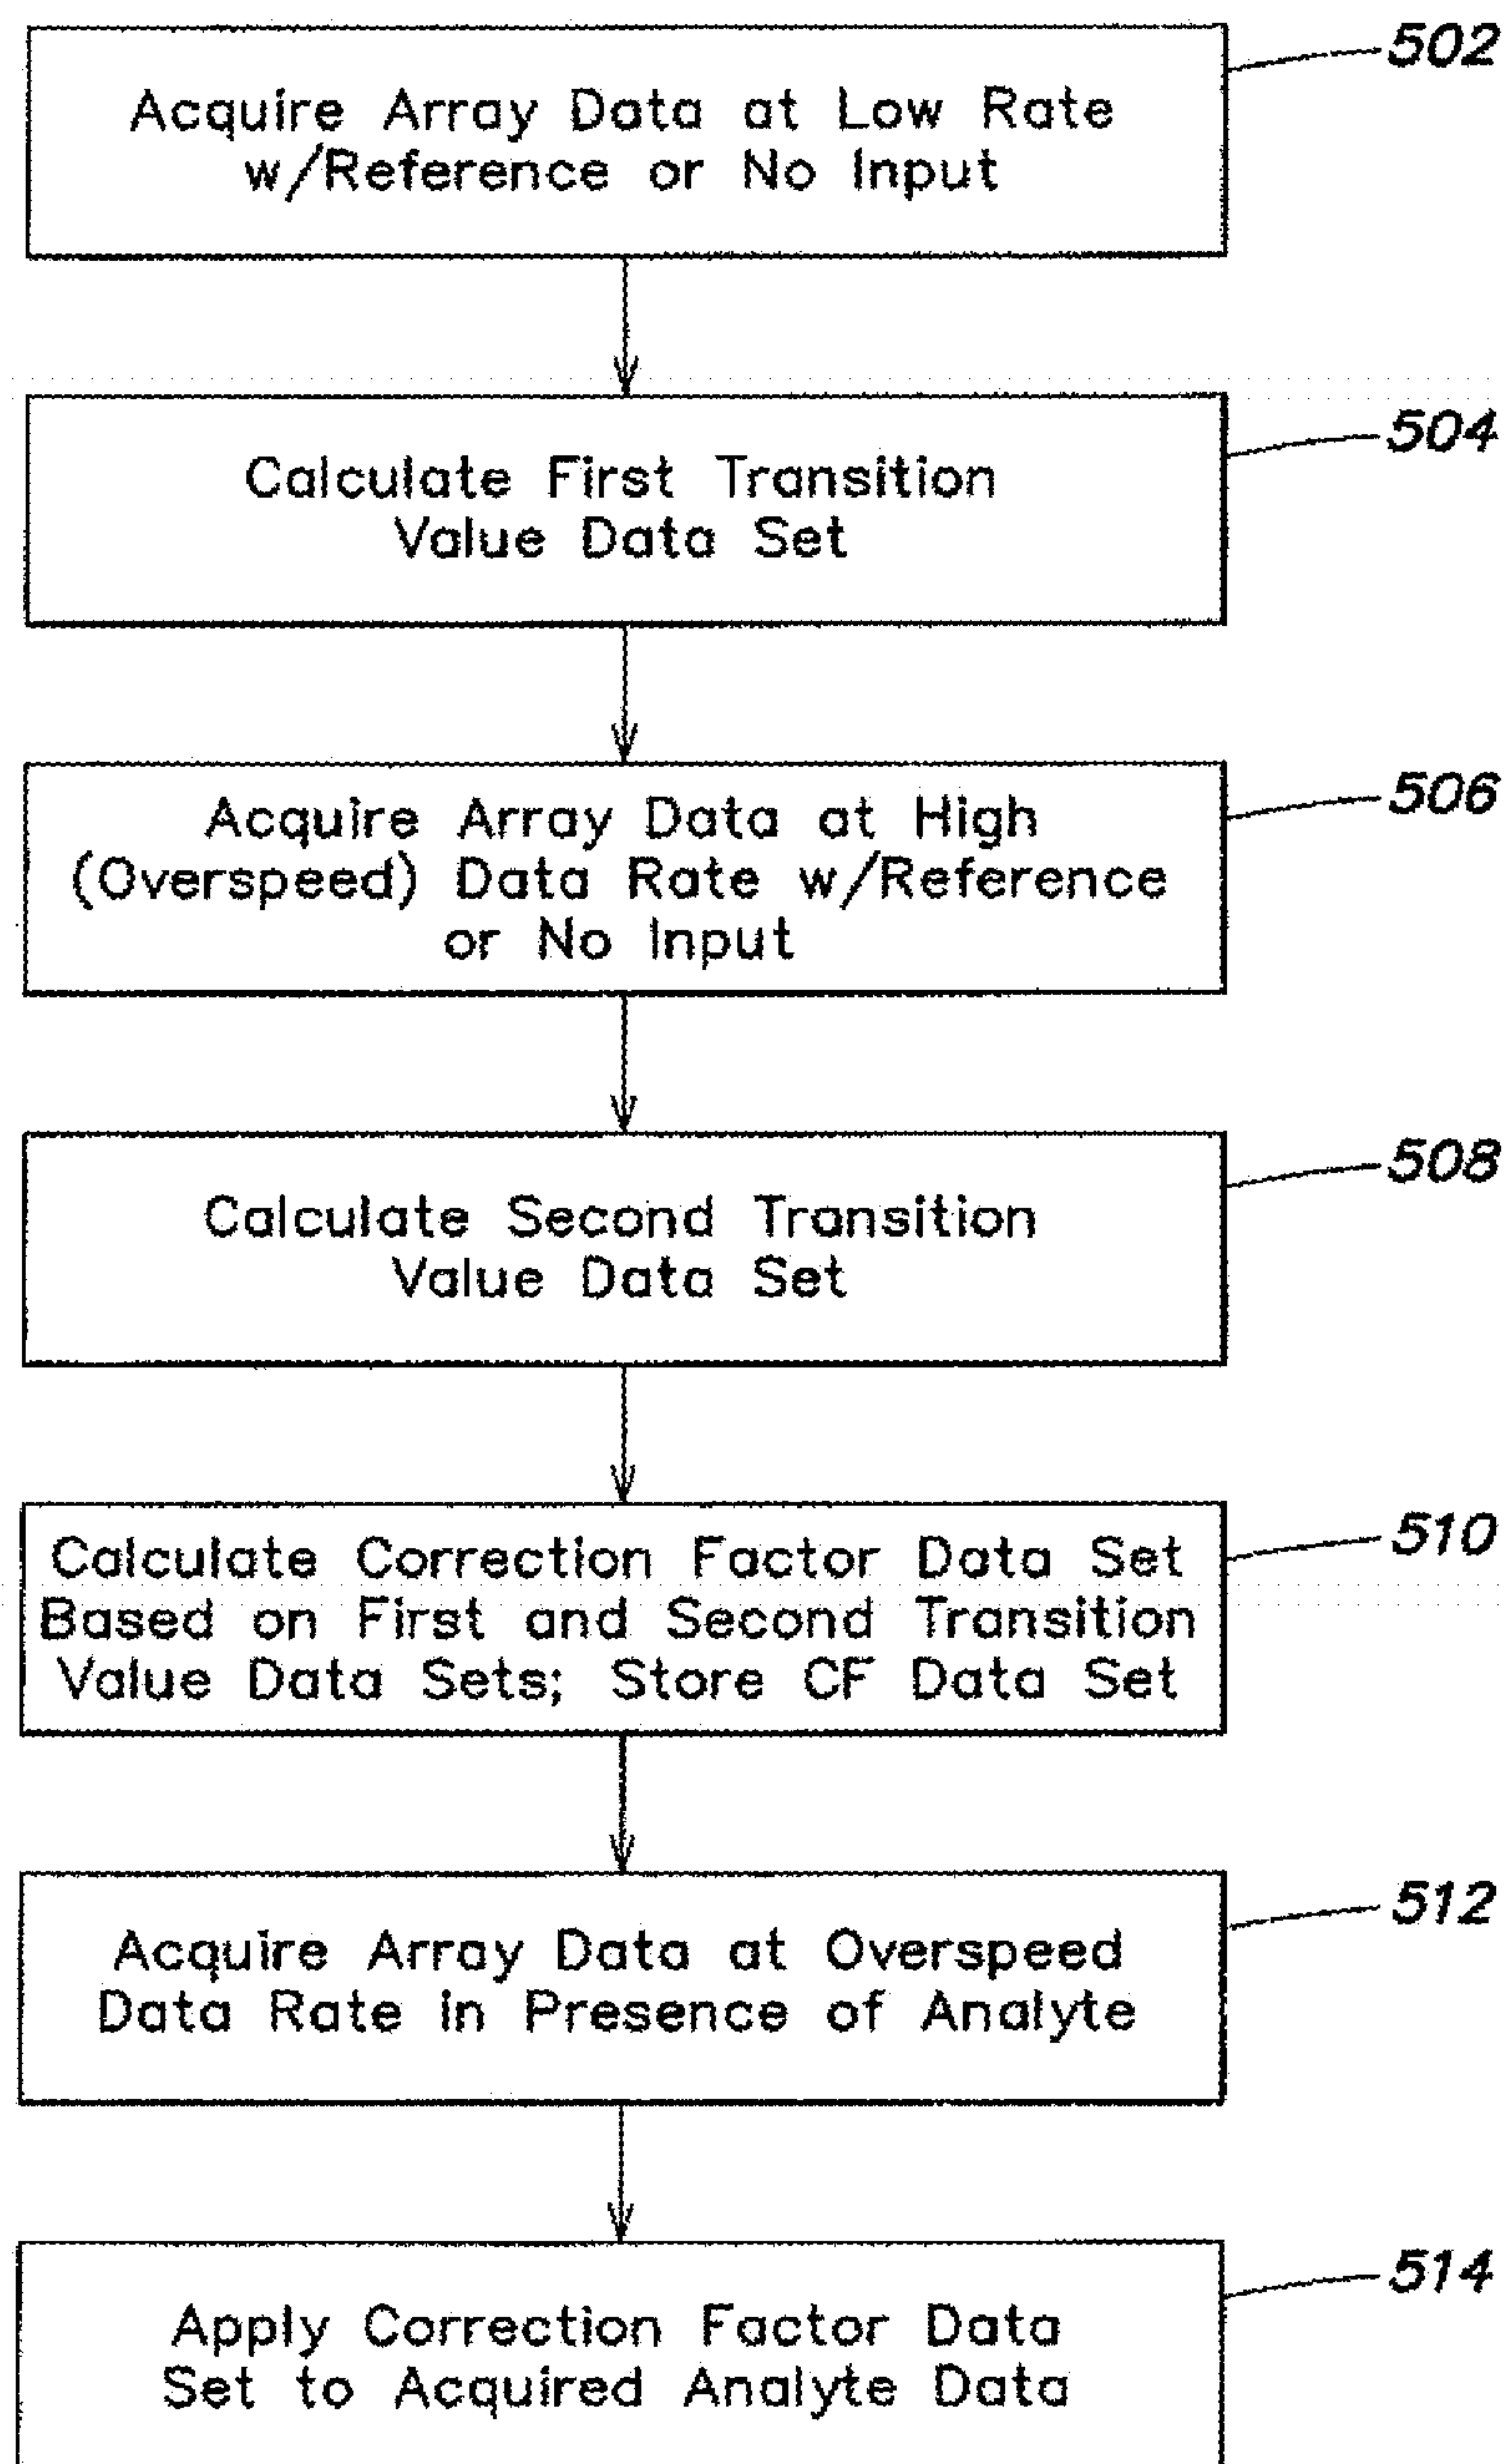 502
Acquire Array Data at Low Rate
w/Reference or No Input
504
Calculate First Transition
Value Data Set
506
Acquire Array Data at High
(Overspeed) Data Rate w/Reference
or No Input
508
Calculate Second Transition
Value Data Set
510
Calculate Correction Factor Data Set
Based on First and Second Transition
Value Data Sets; Store CF Data Set
512
Acquire Array Data at Overspeed
Data Rate in Presence of Analyte
514
Apply Correction Factor Data
Set to Acquired Analyte Data